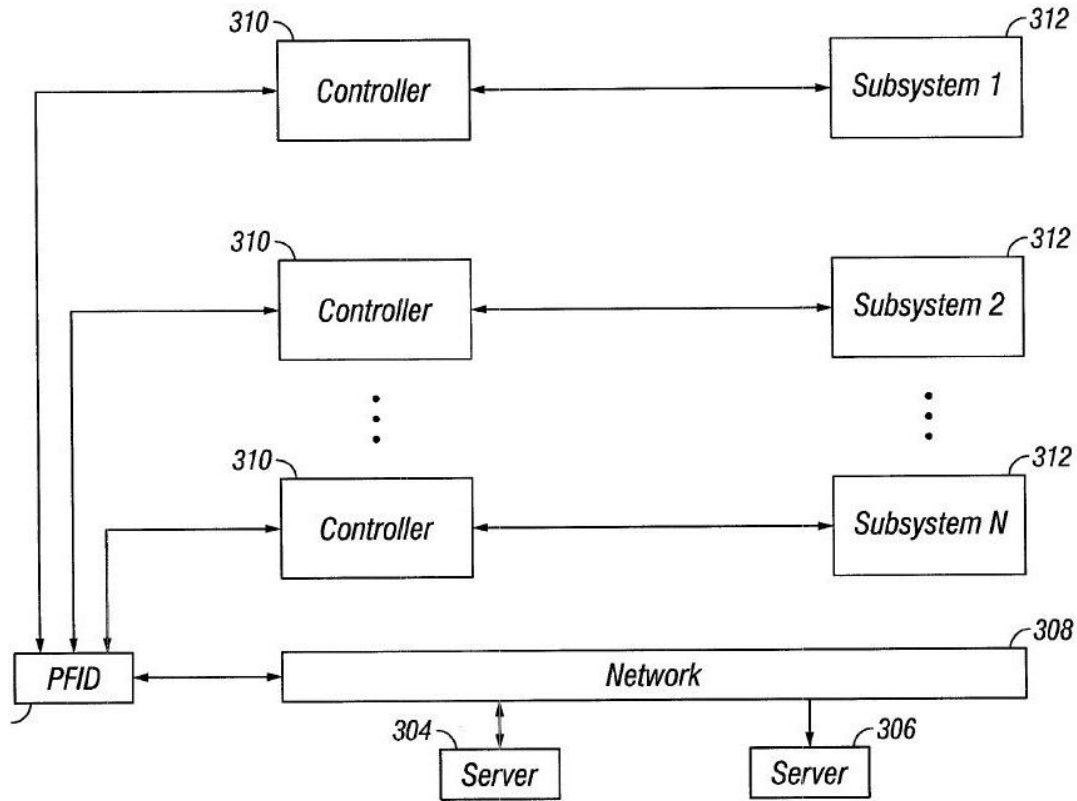 310
312
Controller
Subsystem 1
310
312
Controller
Subsystem 2
310
312
Controller
Subsystem N
308
PFID
Network
304
306
Server
Server